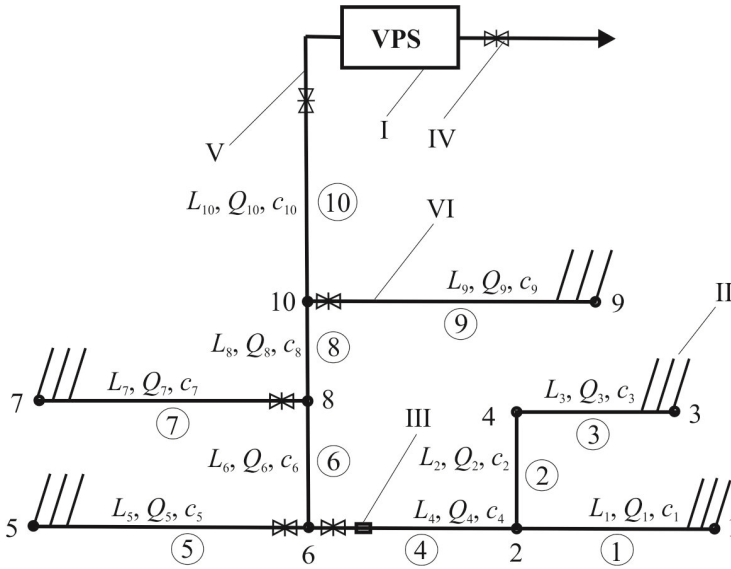 VPS
V
I
IV
L10, Q10, c10
10
VI
10
L9, Q9, c9
9
9
II
L8, Q8, c8
8
7
L7, Q7, c7
7
8
III
4
L3, Q3, c3
3
3
L6, Q6, c6
6
L2, Q2, c2
2
5
L5, Q5, c5
5
6
L4, Q4, c4
4
2
L1, Q1, c1
1